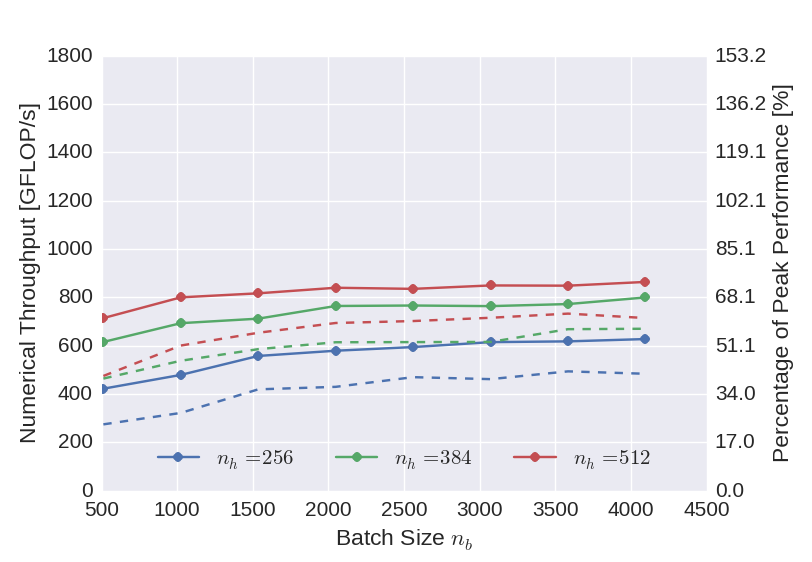 Numerical Throughput [GFLOP/s]
1800
1600
1400
1200
1000
800
600
400
200
0
153.2
136.2
119.1
102.1
85.1
68.1
51.1
34.0
17.0
0.0
Percentage of Peak Performance [%]
n_h =256
n_h =384
n_h =512
500 1000 1500 2000 2500 3000 3500 4000 4500
Batch Size n_b